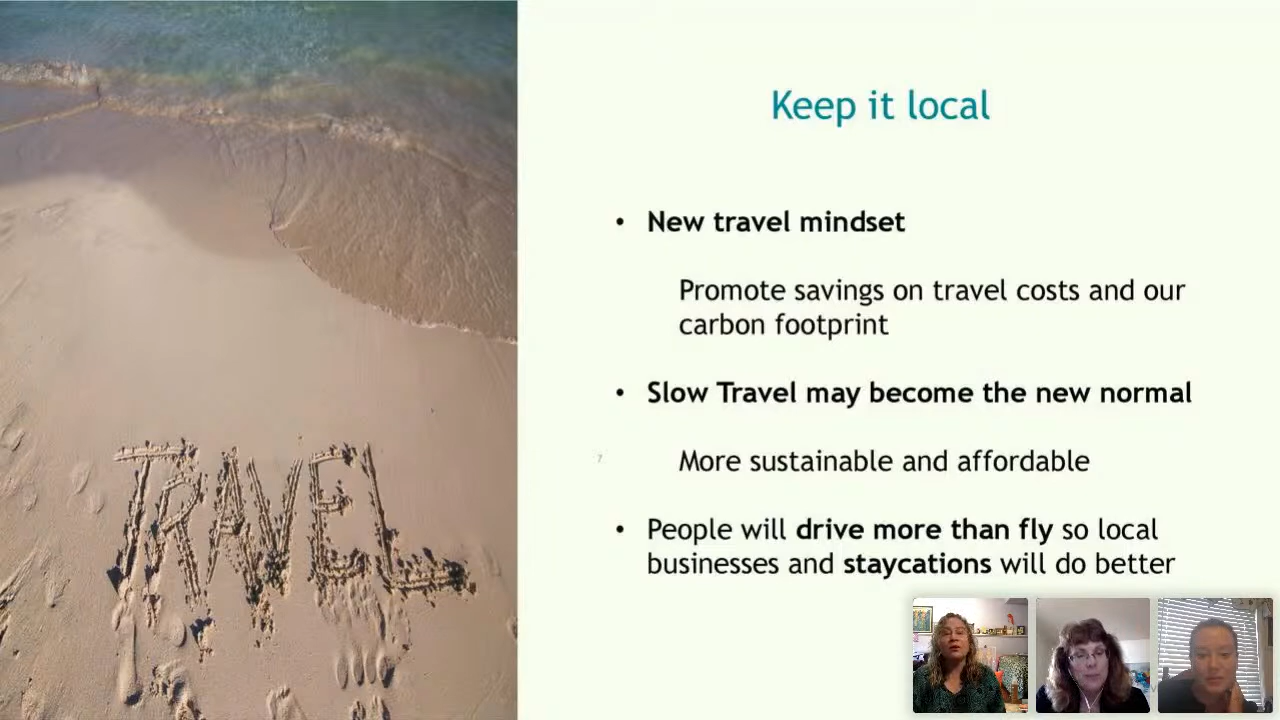 Keep it local
• New travel mindset
Promote savings on travel costs and our
carbon footprint
• Slow Travel may become the new normal
7
More sustainable and affordable
• People will drive more than fly so local
businesses and staycations will do better
TRAVEL